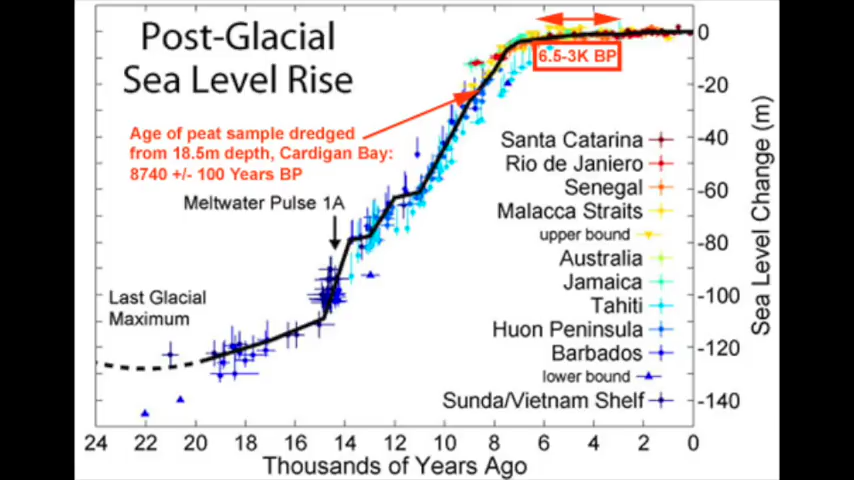 Post-Glacial
Sea Level Rise
6.5-3K BP
Age of peat sample dredged
from 18.5m depth, Cardigan Bay:
8740 +/- 100 Years BP
Meltwater Pulse 1A
Last Glacial
Maximum
Santa Catarina
Rio de Janiero
Senegal
Malacca Straits
upper bound
Australia
Jamaica
Tahiti
Huon Peninsula
Barbados
lower bound
Sunda/Vietnam Shelf
0
-20
-40
-60
-80
-100
-120
-140
Sea Level Change (m)
24 22 20 18 16 14 12 10 8 6 4 2 0
Thousands of Years Ago